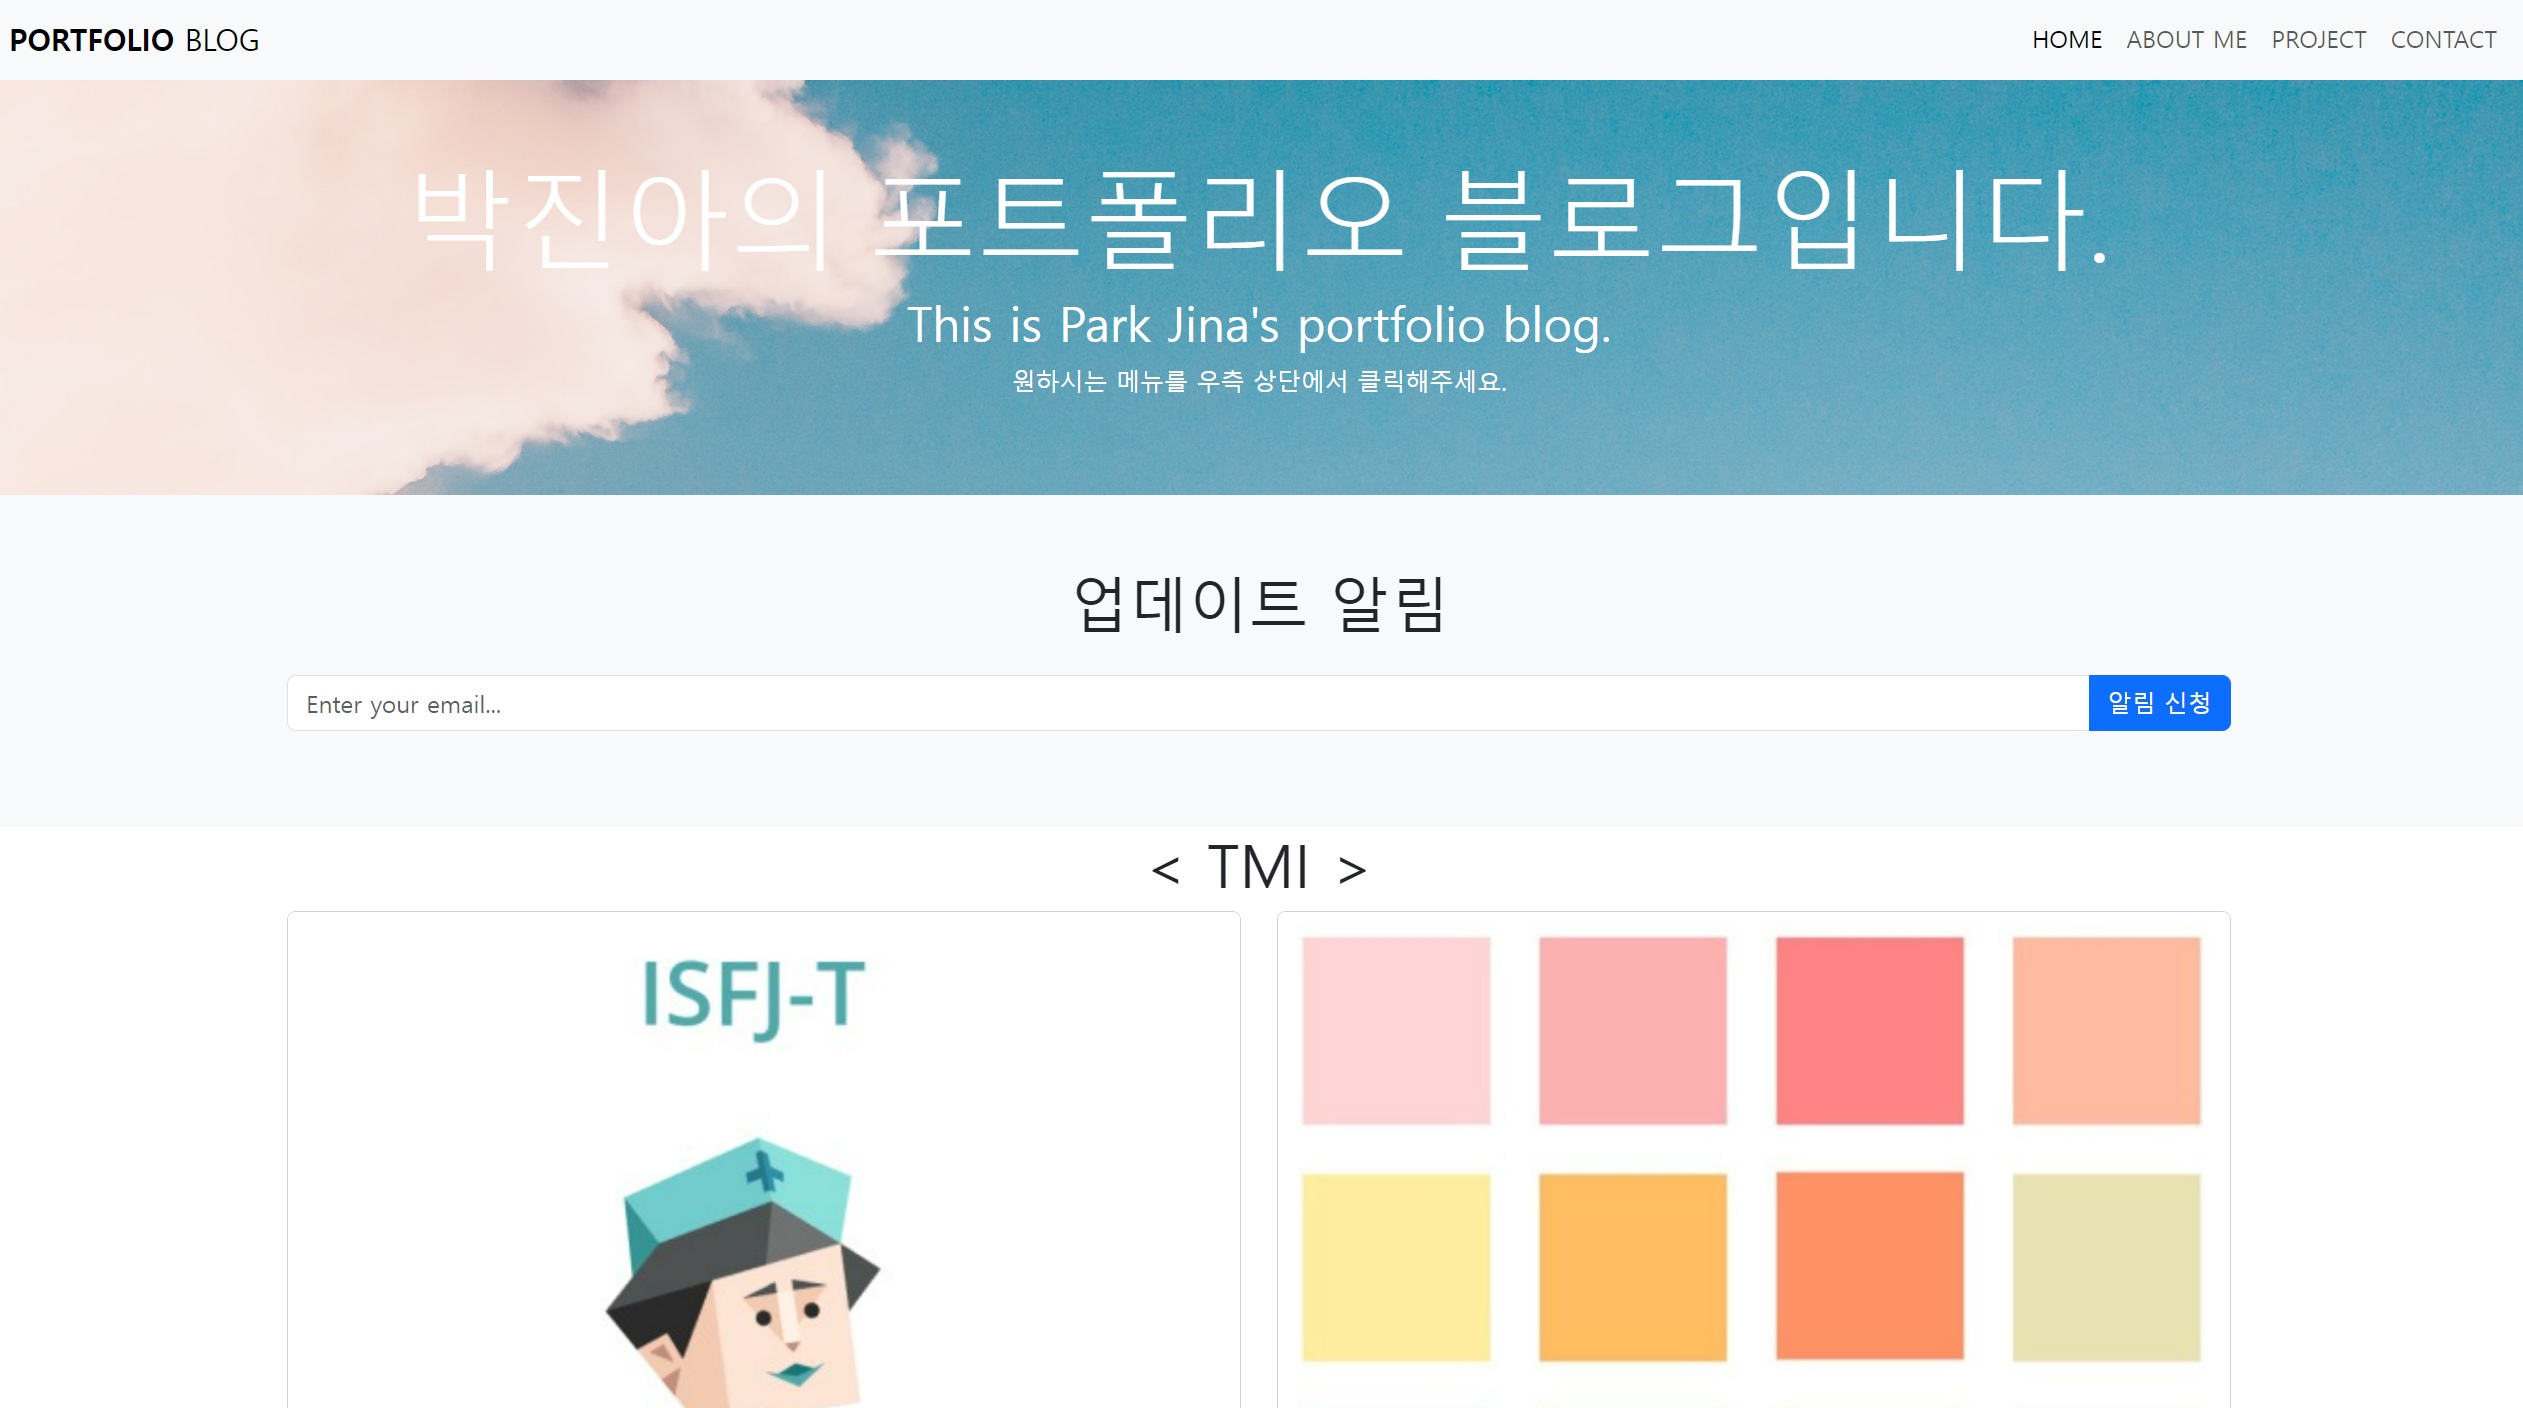 PORTFOLIO BLOG
HOME ABOUT ME PROJECT CONTACT
박진아의 포트폴리오 블로그입니다.
This is Park Jina's portfolio blog.
원하시는 메뉴를 우측 상단에서 클릭해주세요.
업데이트 알림
Enter your email...
알림 신청
< TMI >
ISFJ-T